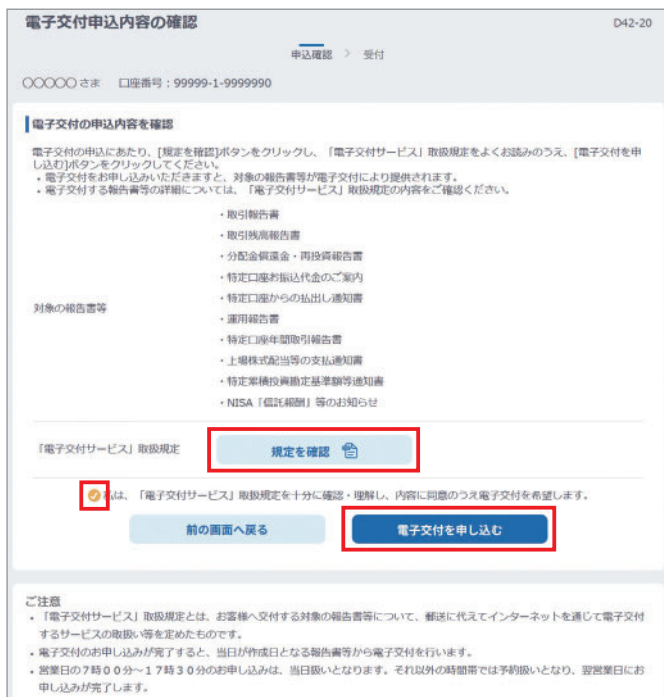 電子交付申込内容の確認
D42-20
申込確認 > 受付
○○○○○さま 口座番号：99999-1-9999990
電子交付の申込内容を確認
電子交付の申込にあたり、[規定を確認]ボタンをクリックし、「電子交付サービス」取扱規定をよくお読みのうえ、[電子交付を申
し込む]ボタンをクリックしてください。
・電子交付をお申し込みいただきますと、対象の報告書等が電子交付により提供されます。
・電子交付する報告書等の詳細については、「電子交付サービス」取扱規定の内容をご確認ください。
対象の報告書等
・取引報告書
・取引残高報告書
・分配金償還金・再投資報告書
・特定口座お振込代金のご案内
・特定口座からの払出し通知書
・運用報告書
・特定口座年間取引報告書
・上場株式配当等の支払通知書
・特定累積投資勘定基準額等通知書
・NISA「信託報酬」等のお知らせ
「電子交付サービス」取扱規定
規定を確認
私は、「電子交付サービス」取扱規定を十分に確認・理解し、内容に同意のうえ電子交付を希望します。
前の画面へ戻る
電子交付を申し込む
ご注意
・「電子交付サービス」取扱規定とは、お客様へ交付する対象の報告書等について、郵送に代えてインターネットを通じて電子交付
するサービスの取扱い等を定めたものです。
・電子交付のお申し込みが完了すると、当日が作成日となる報告書等から電子交付を行います。
・営業日の7時00分～17時30分のお申し込みは、当日扱いとなります。それ以外の時間帯では予約扱いとなり、翌営業日にお
申し込みが完了します。